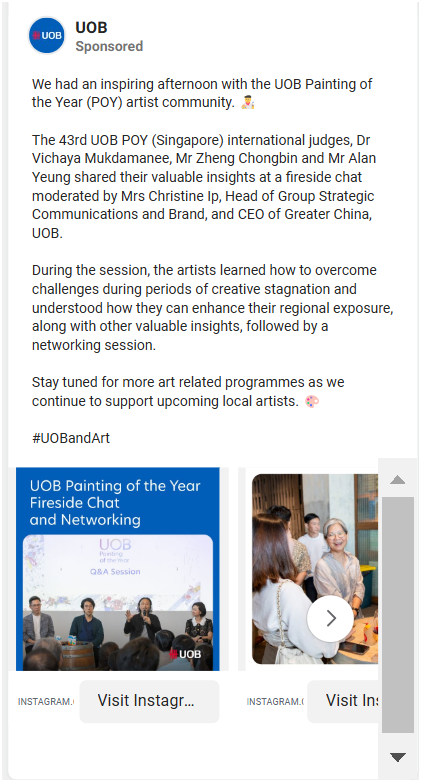 UOB
UOB
Sponsored
We had an inspiring afternoon with the UOB Painting of
the Year (POY) artist community.
The 43rd UOB POY (Singapore) international judges, Dr
Vichaya Mukdamanee, Mr Zheng Chongbin and Mr Alan
Yeung shared their valuable insights at a fireside chat
moderated by Mrs Christine Ip, Head of Group Strategic
Communications and Brand, and CEO of Greater China,
UOB.
During the session, the artists learned how to overcome
challenges during periods of creative stagnation and
understood how they can enhance their regional exposure,
along with other valuable insights, followed by a
networking session.
Stay tuned for more art related programmes as we
continue to support upcoming local artists.
#UOBandArt
UOB Painting of the Year
Fireside Chat
and Networking
UOB
Painting
of the Year
Q&A Session
UOB
INSTAGRAM.(
Visit Instagr...
INSTAGRAM.(
Visit Ins